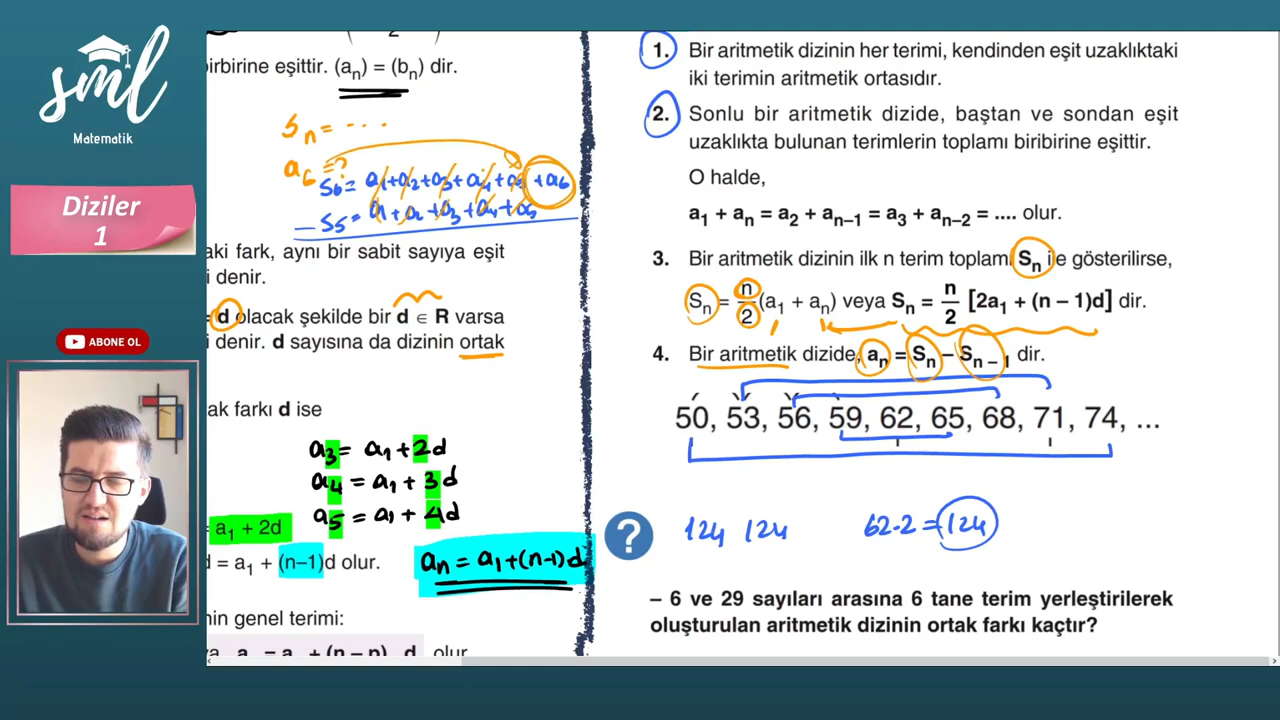 sml
Matematik
Diziler
1
ABONE OL
2
birbirine eşittir. (aₙ) = (bₙ) dir.
Sₙ = ...
a₆ = ?
S₆ = a₁+a₂+a₃+a₄+a₅+a₆
– S₅ = a₁+a₂+a₃+a₄+a₅
aki fark, aynı bir sabit sayıya eşit
i denir.
= d olacak şekilde bir d ∈ R varsa
i denir. d sayısına da dizinin ortak
ak farkı d ise
a₃ = a₁+2d
a₄ = a₁+3d
a₅ = a₁+4d
= a₁ + 2d
d = a₁ + (n–1)d olur.
aₙ = a₁+(n-1)d
nin genel terimi:
a = a + (n – p) d olur
1. Bir aritmetik dizinin her terimi, kendinden eşit uzaklıktaki
iki terimin aritmetik ortasıdır.
2. Sonlu bir aritmetik dizide, baştan ve sondan eşit
uzaklıkta bulunan terimlerin toplamı biribirine eşittir.
O halde,
a₁ + aₙ = a₂ + aₙ₋₁ = a₃ + aₙ₋₂ = .... olur.
3. Bir aritmetik dizinin ilk n terim toplamı Sₙ ile gösterilirse,
Sₙ = n/2 (a₁ + aₙ) veya Sₙ = n/2 [2a₁ + (n – 1)d] dir.
4. Bir aritmetik dizide, aₙ = Sₙ – Sₙ₋₁ dir.
50, 53, 56, 59, 62, 65, 68, 71, 74, ...
?
124 124 62·2 = 124
– 6 ve 29 sayıları arasına 6 tane terim yerleştirilerek
oluşturulan aritmetik dizinin ortak farkı kaçtır?